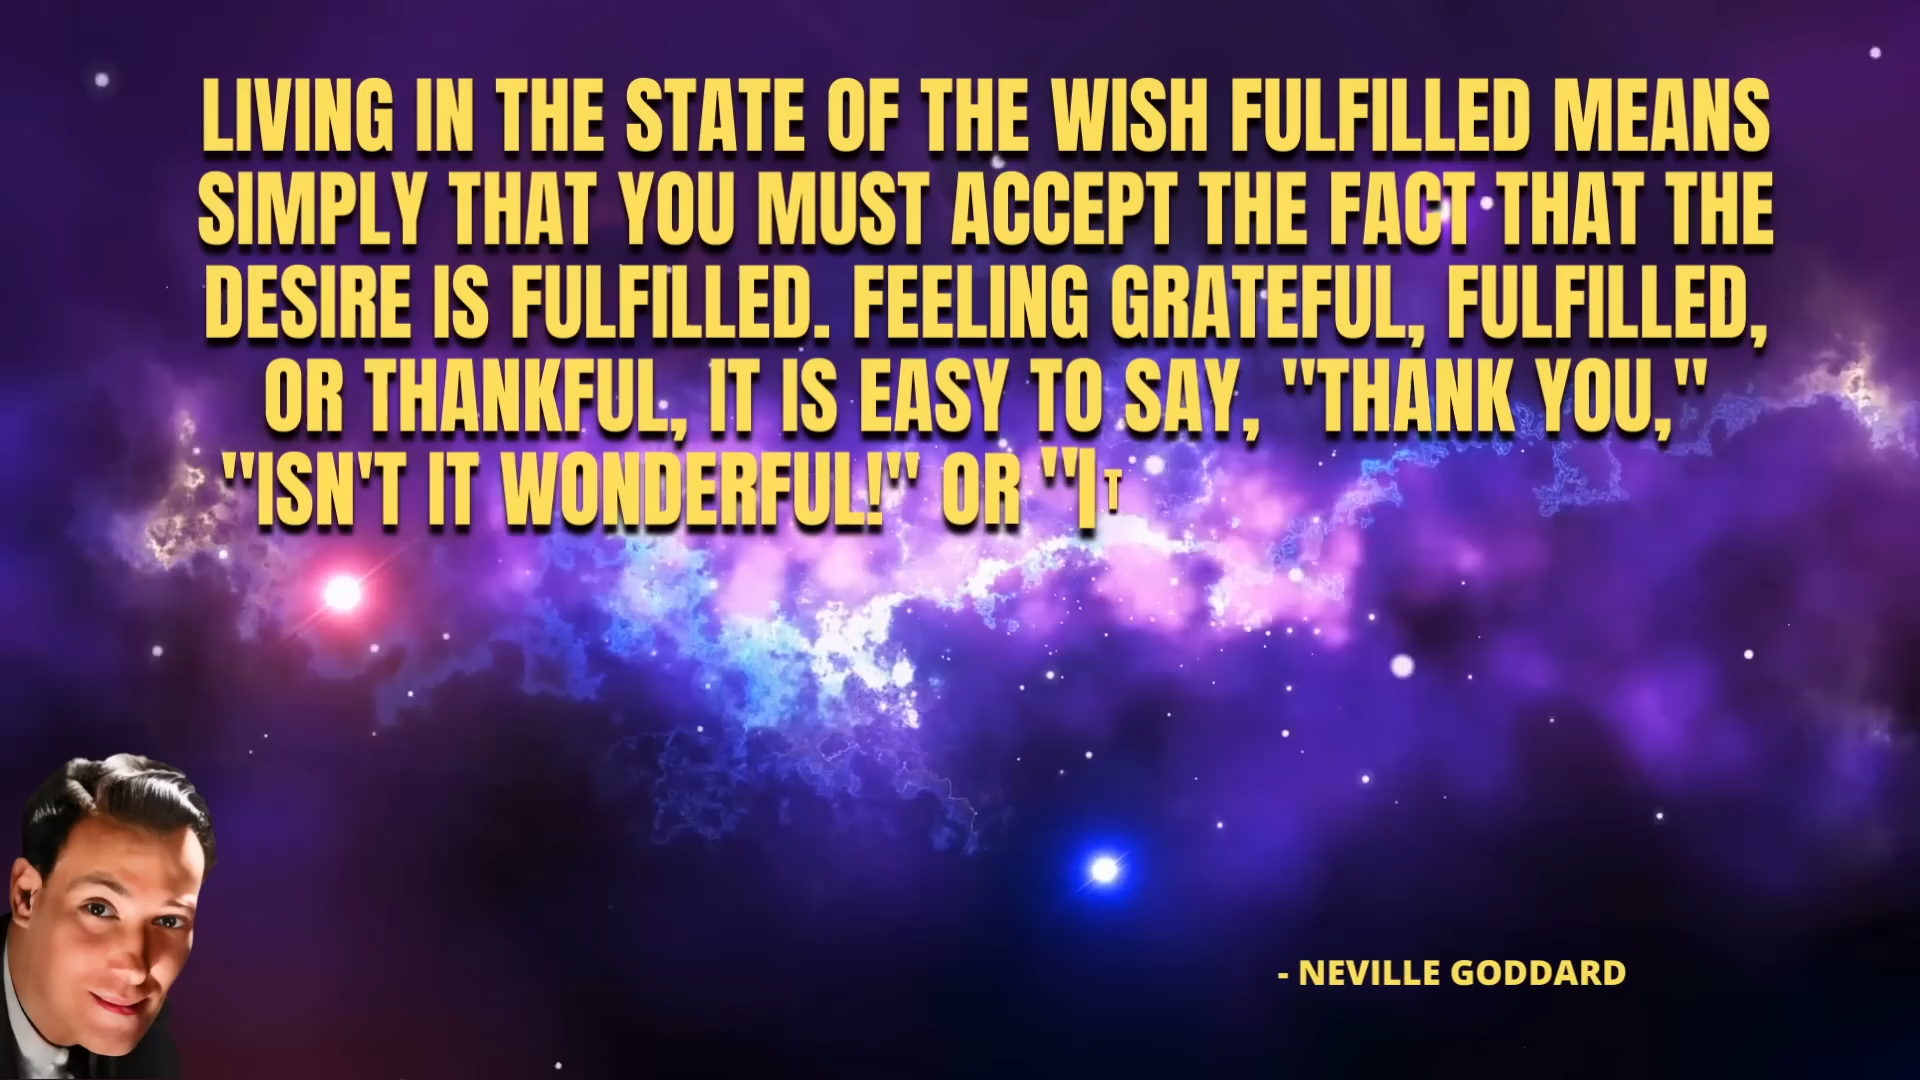 LIVING IN THE STATE OF THE WISH FULFILLED MEANS
SIMPLY THAT YOU MUST ACCEPT THE FACT THAT THE
DESIRE IS FULFILLED. FEELING GRATEFUL, FULFILLED,
OR THANKFUL, IT IS EASY TO SAY, "THANK YOU,"
"ISN'T IT WONDERFUL!" OR "IT
- NEVILLE GODDARD